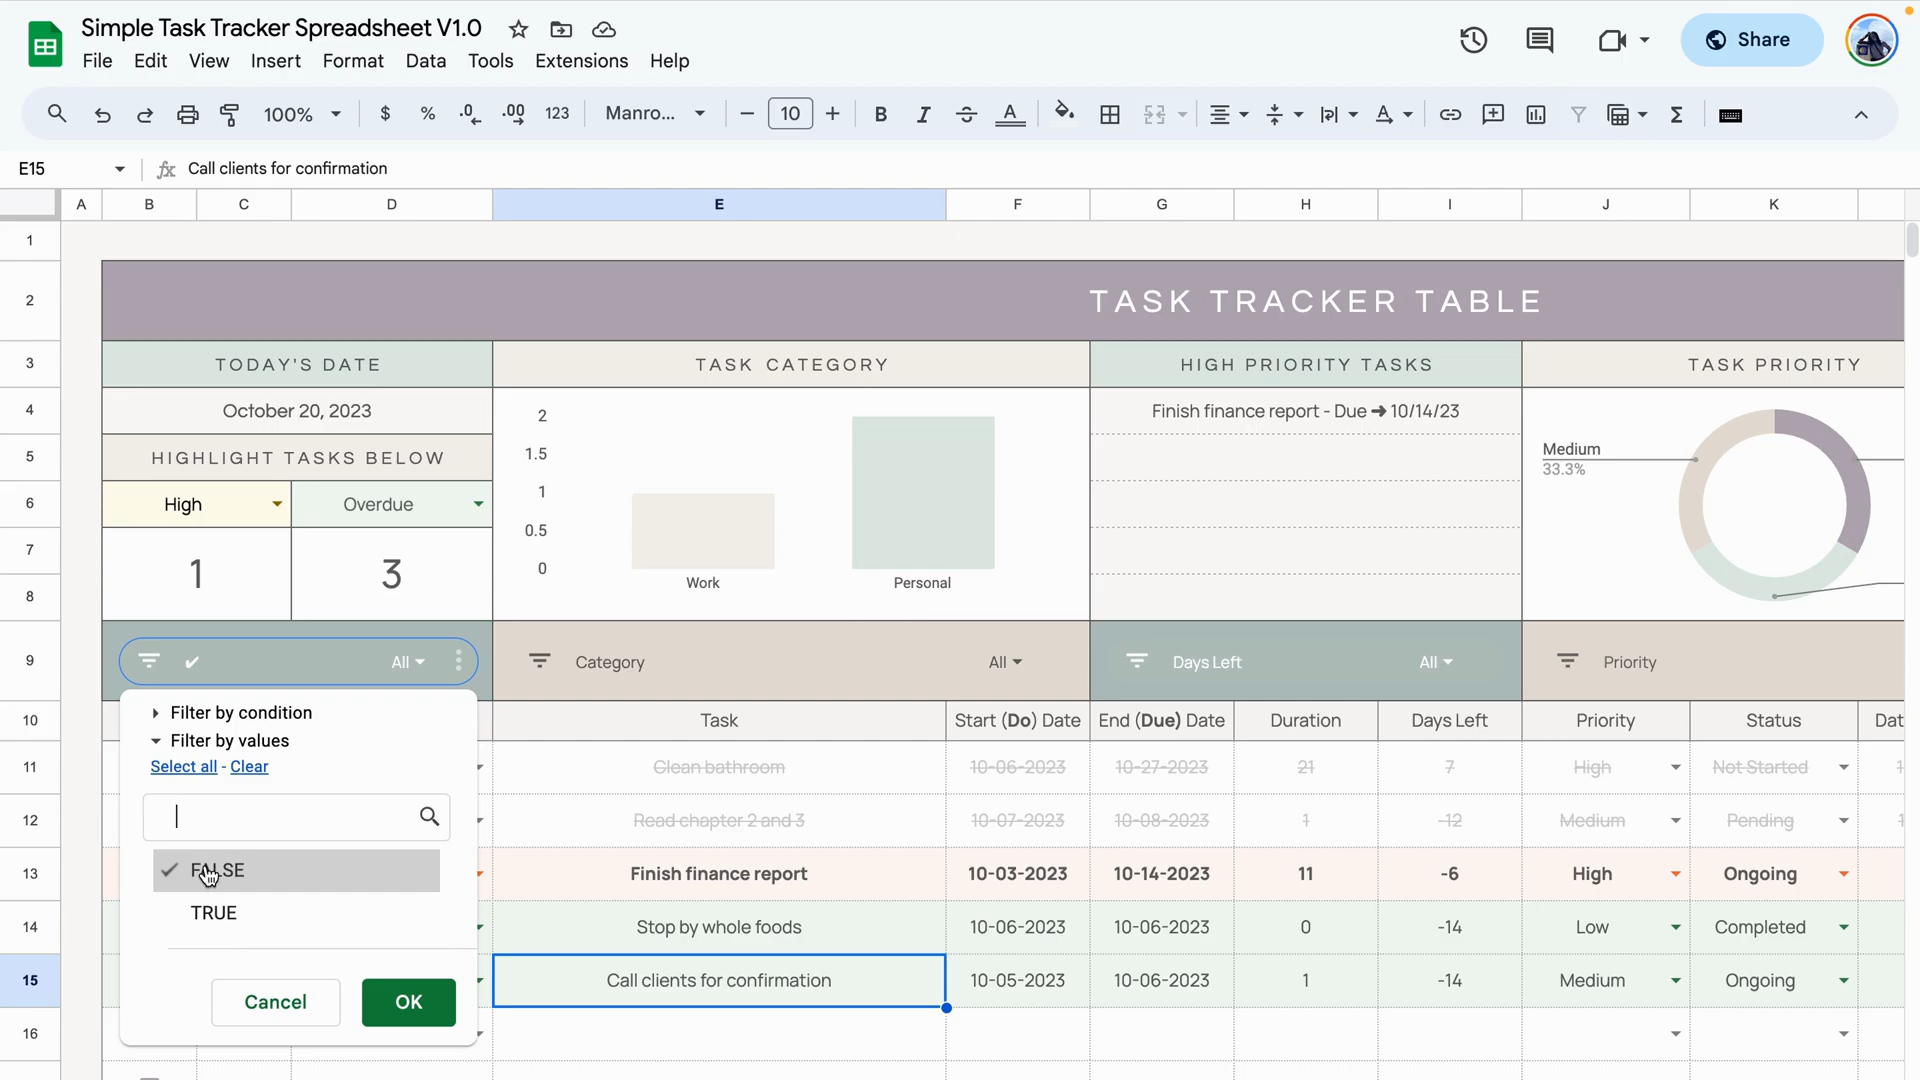 Simple Task Tracker Spreadsheet V1.0
File Edit View Insert Format Data Tools Extensions Help
Share
100% $ % .0 .00 123 Manro... 10 B I A A
E15 Call clients for confirmation
A B C D E F G H I J K
1
2 TASK TRACKER TABLE
3 TODAY'S DATE TASK CATEGORY HIGH PRIORITY TASKS TASK PRIORITY
4 October 20, 2023 Finish finance report - Due ➜ 10/14/23
5 HIGHLIGHT TASKS BELOW
6 High Overdue
7 1 3
8
2
1.5
1
0.5
0
Work Personal
Medium
33.3%
9 ✔ All Category All Days Left All Priority
10 Task Start (Do) Date End (Due) Date Duration Days Left Priority Status Dat
11 Clean bathroom 10-06-2023 10-27-2023 21 7 High Not Started 1
12 Read chapter 2 and 3 10-07-2023 10-08-2023 1 -12 Medium Pending 1
13 Finish finance report 10-03-2023 10-14-2023 11 -6 High Ongoing
14 Stop by whole foods 10-06-2023 10-06-2023 0 -14 Low Completed
15 Call clients for confirmation 10-05-2023 10-06-2023 1 -14 Medium Ongoing
16
Filter by condition
Filter by values
Select all - Clear
FALSE
TRUE
Cancel OK